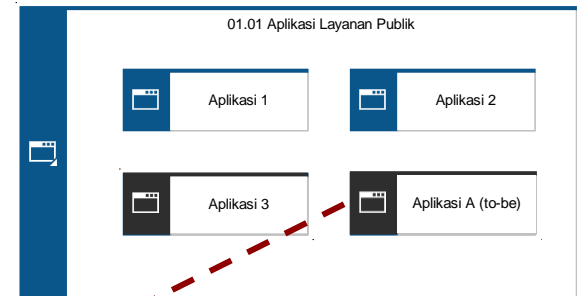 01.01 Aplikasi Layanan Publik
Aplikasi 1
Aplikasi 2
Aplikasi 3
Aplikasi A (to-be)